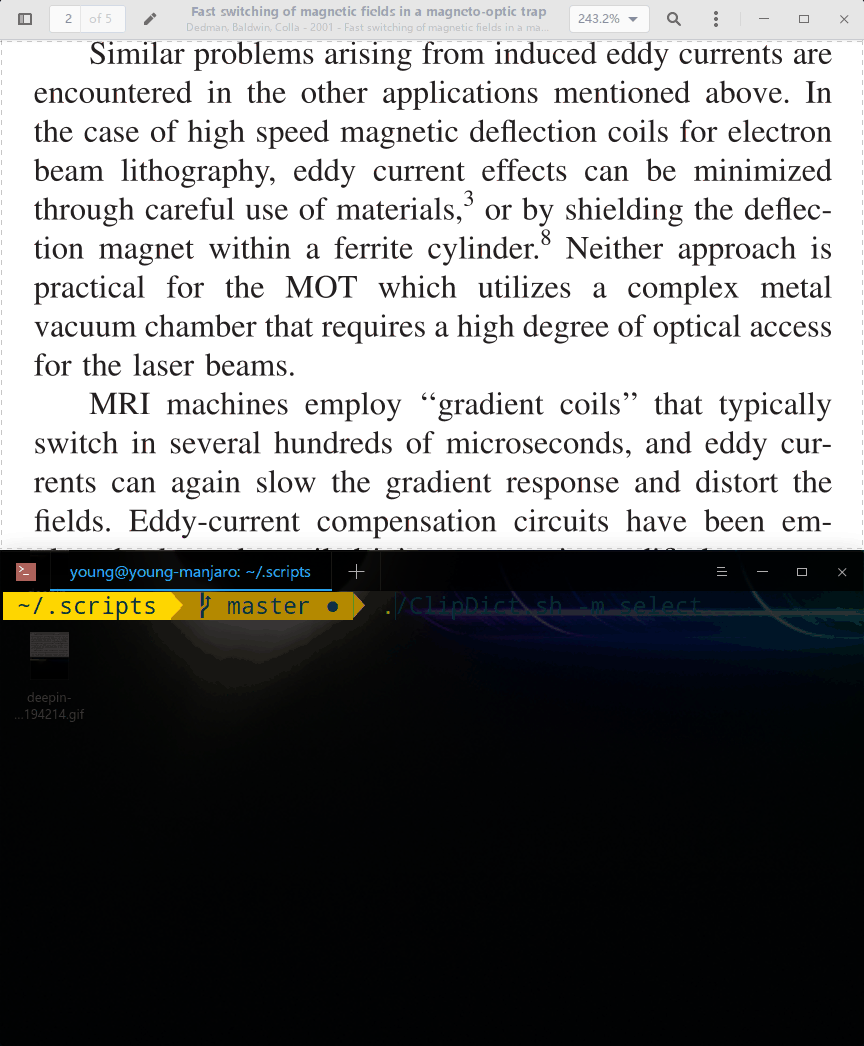 2 of 5
Fast switching of magnetic fields in a magneto-optic trap
Dedman, Baldwin, Colla - 2001 - Fast switching of magnetic fields in a ma...
243.2%
Similar problems arising from induced eddy currents are
encountered in the other applications mentioned above. In
the case of high speed magnetic deflection coils for electron
beam lithography, eddy current effects can be minimized
through careful use of materials,3 or by shielding the deflec-
tion magnet within a ferrite cylinder.8 Neither approach is
practical for the MOT which utilizes a complex metal
vacuum chamber that requires a high degree of optical access
for the laser beams.
MRI machines employ ‘‘gradient coils’’ that typically
switch in several hundreds of microseconds, and eddy cur-
rents can again slow the gradient response and distort the
fields. Eddy-current compensation circuits have been em-
young@young-manjaro: ~/.scripts
~/.scripts master ● ./ClipDict.sh -m select
deepin-
...194214.gif